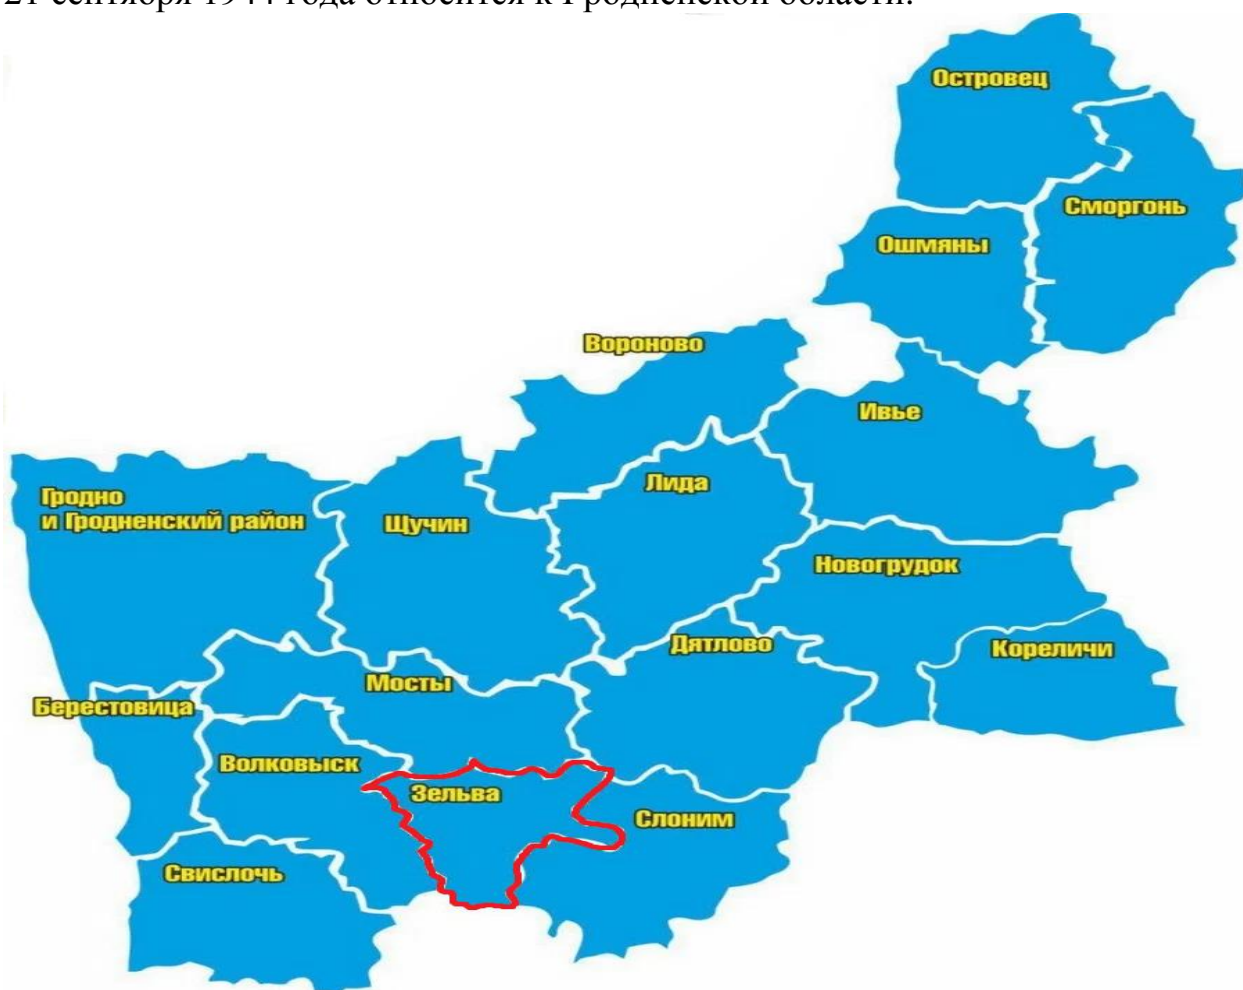 21 сентября 1944 года относится к Гродненской области.
Островец
Сморгонь
Ошмяны
Вороново
Ивье
Лида
Гродно
и Гродненский район
Щучин
Новогрудок
Дятлово
Кореличи
Мосты
Берестовица
Волковыск
Зельва
Слоним
Свислочь